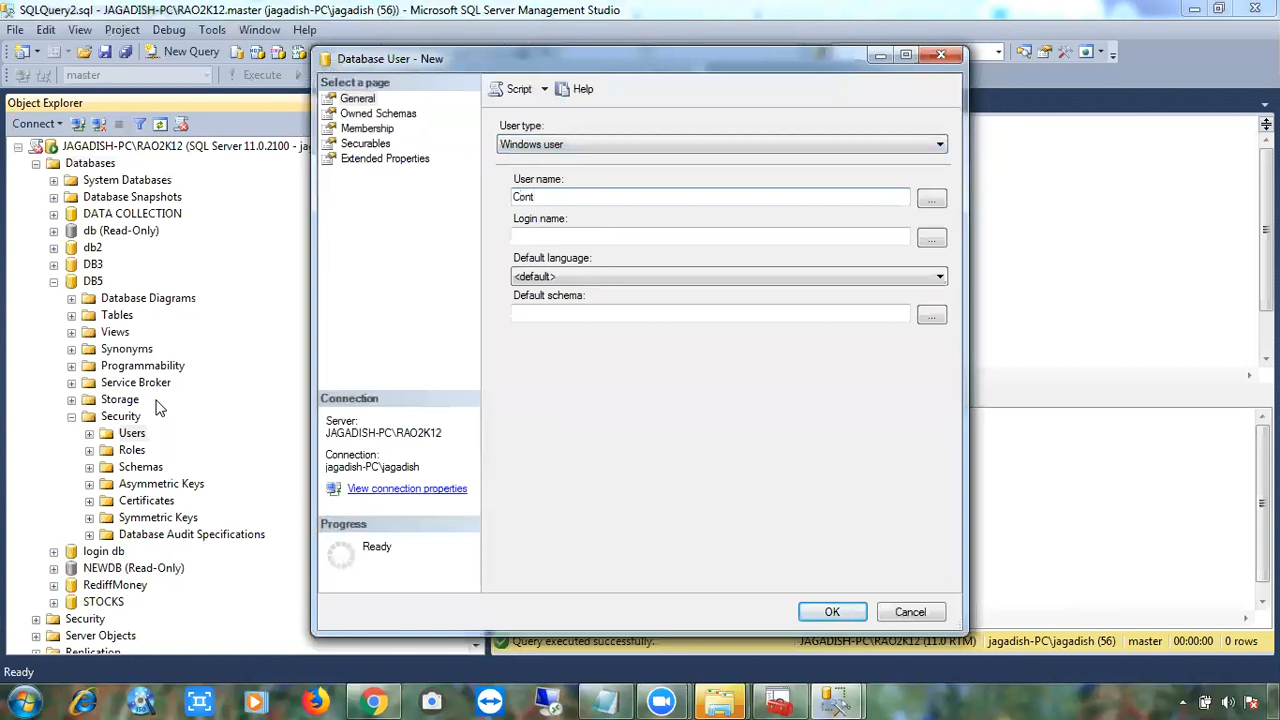 SQLQuery2.sql - JAGADISH-PC\RAO2K12.master (jagadish-PC\jagadish (56)) - Microsoft SQL Server Management Studio
File Edit View Project Debug Tools Window Help
New Query
master Execute
Object Explorer
Connect
JAGADISH-PC\RAO2K12 (SQL Server 11.0.2100 -
Databases
System Databases
Database Snapshots
DATA COLLECTION
db (Read-Only)
db2
DB3
DB5
Database Diagrams
Tables
Views
Synonyms
Programmability
Service Broker
Storage
Security
Users
Roles
Schemas
Asymmetric Keys
Certificates
Symmetric Keys
Database Audit Specifications
login db
NEWDB (Read-Only)
RediffMoney
STOCKS
Security
Server Objects
Replication
Database User - New
Select a page
General
Owned Schemas
Membership
Securables
Extended Properties
Connection
Server:
JAGADISH-PC\RAO2K12
Connection:
jagadish-PC\jagadish
View connection properties
Progress
Ready
Script Help
User type:
Windows user
User name:
Cont
...
Login name:
...
Default language:
<default>
Default schema:
...
OK Cancel
Query executed successfully. JAGADISH-PC\RAO2K12 (11.0 RTM) jagadish-PC\jagadish (56) master 00:00:00 0 rows
Ready